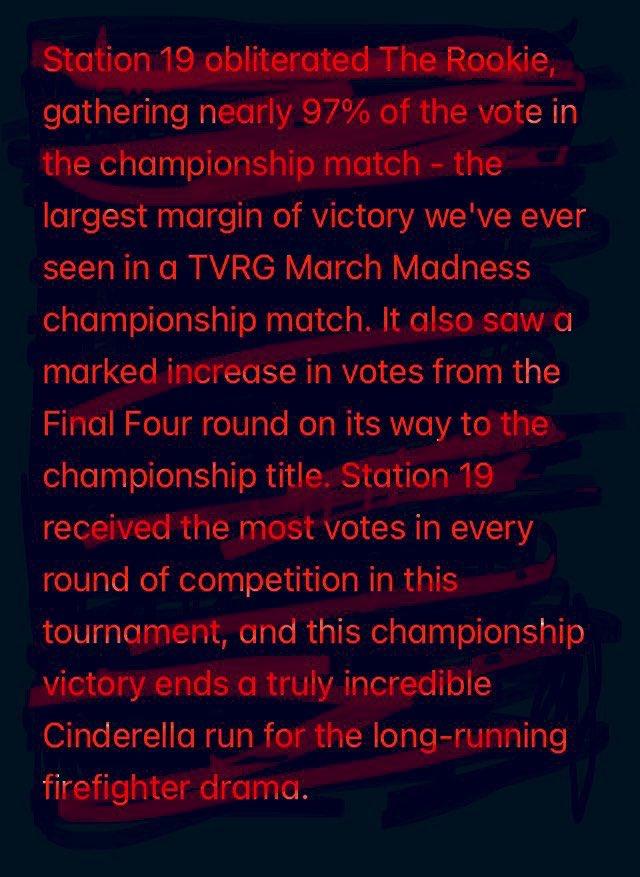 Station 19 obliterated The Rookie,
gathering nearly 97% of the vote in
the championship match - the
largest margin of victory we've ever
seen in a TVRG March Madness
championship match. It also saw a
marked increase in votes from the
Final Four round on its way to the
championship title. Station 19
received the most votes in every
round of competition in this
tournament, and this championship
victory ends a truly incredible
Cinderella run for the long-running
firefighter drama.